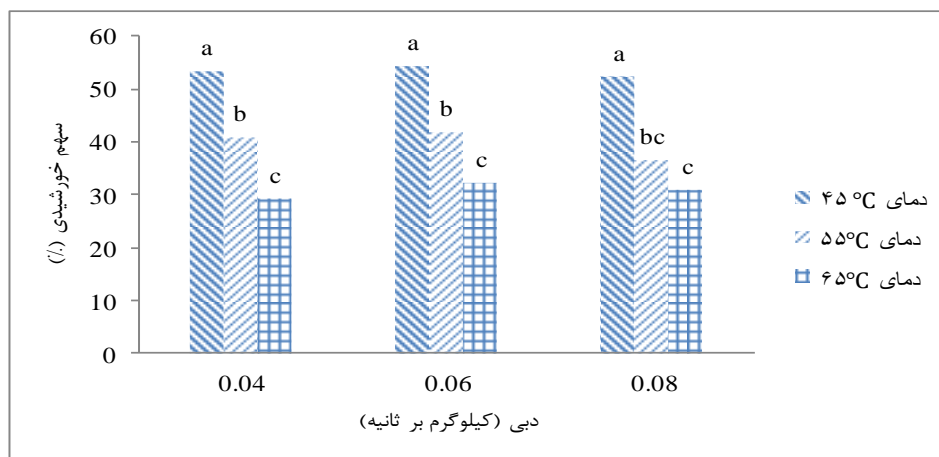 60
50
40
30
20
10
0
سهم خورشیدی (٪)
a
b
c
a
b
c
a
bc
c
0.04
0.06
0.08
دبی (کیلوگرم بر ثانیه)
دمای ۴۵ °C
دمای ۵۵°C
دمای ۶۵°C